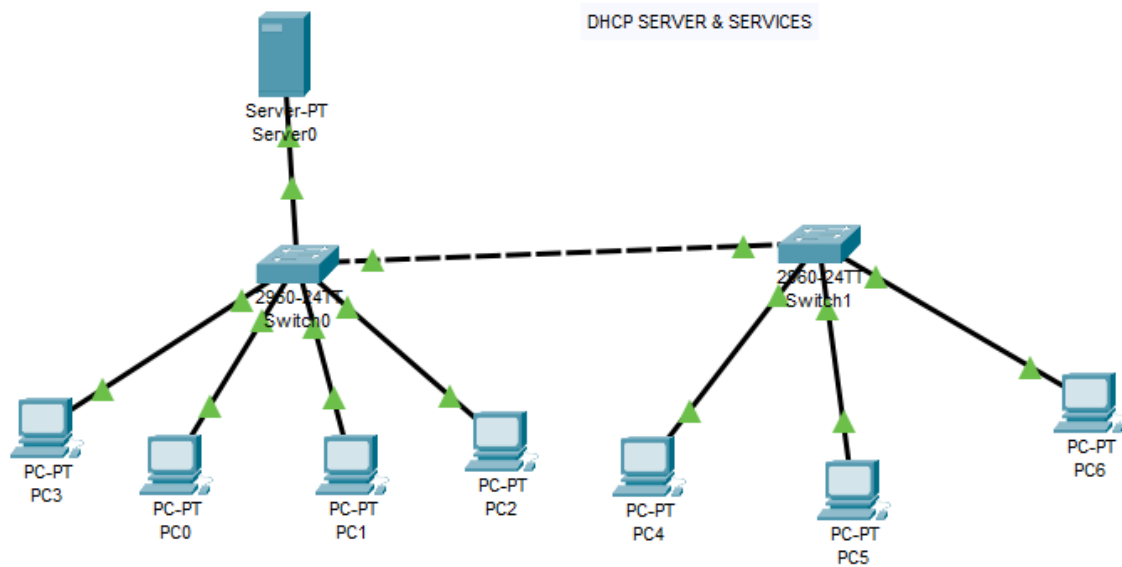 DHCP SERVER & SERVICES
Server-PT
Server0
2960-24TT
Switch0
2960-24TT
Switch1
PC-PT
PC3
PC-PT
PC0
PC-PT
PC1
PC-PT
PC2
PC-PT
PC4
PC-PT
PC5
PC-PT
PC6